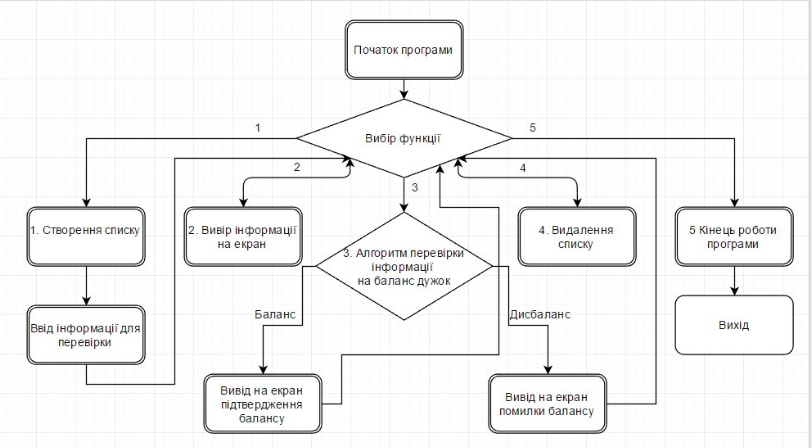 Початок програми
Вибір функції
1
5
2
4
3
1. Створення списку
2. Вивір інформації
на екран
3. Алгоритм перевірки
інформації
на баланс дужок
4. Видалення
списку
5 Кінець роботи
програми
Ввід інформації для
перевірки
Баланс
Дисбаланс
Вихід
Вивід на екран
підтвердження
балансу
Вивід на екран
помилки балансу